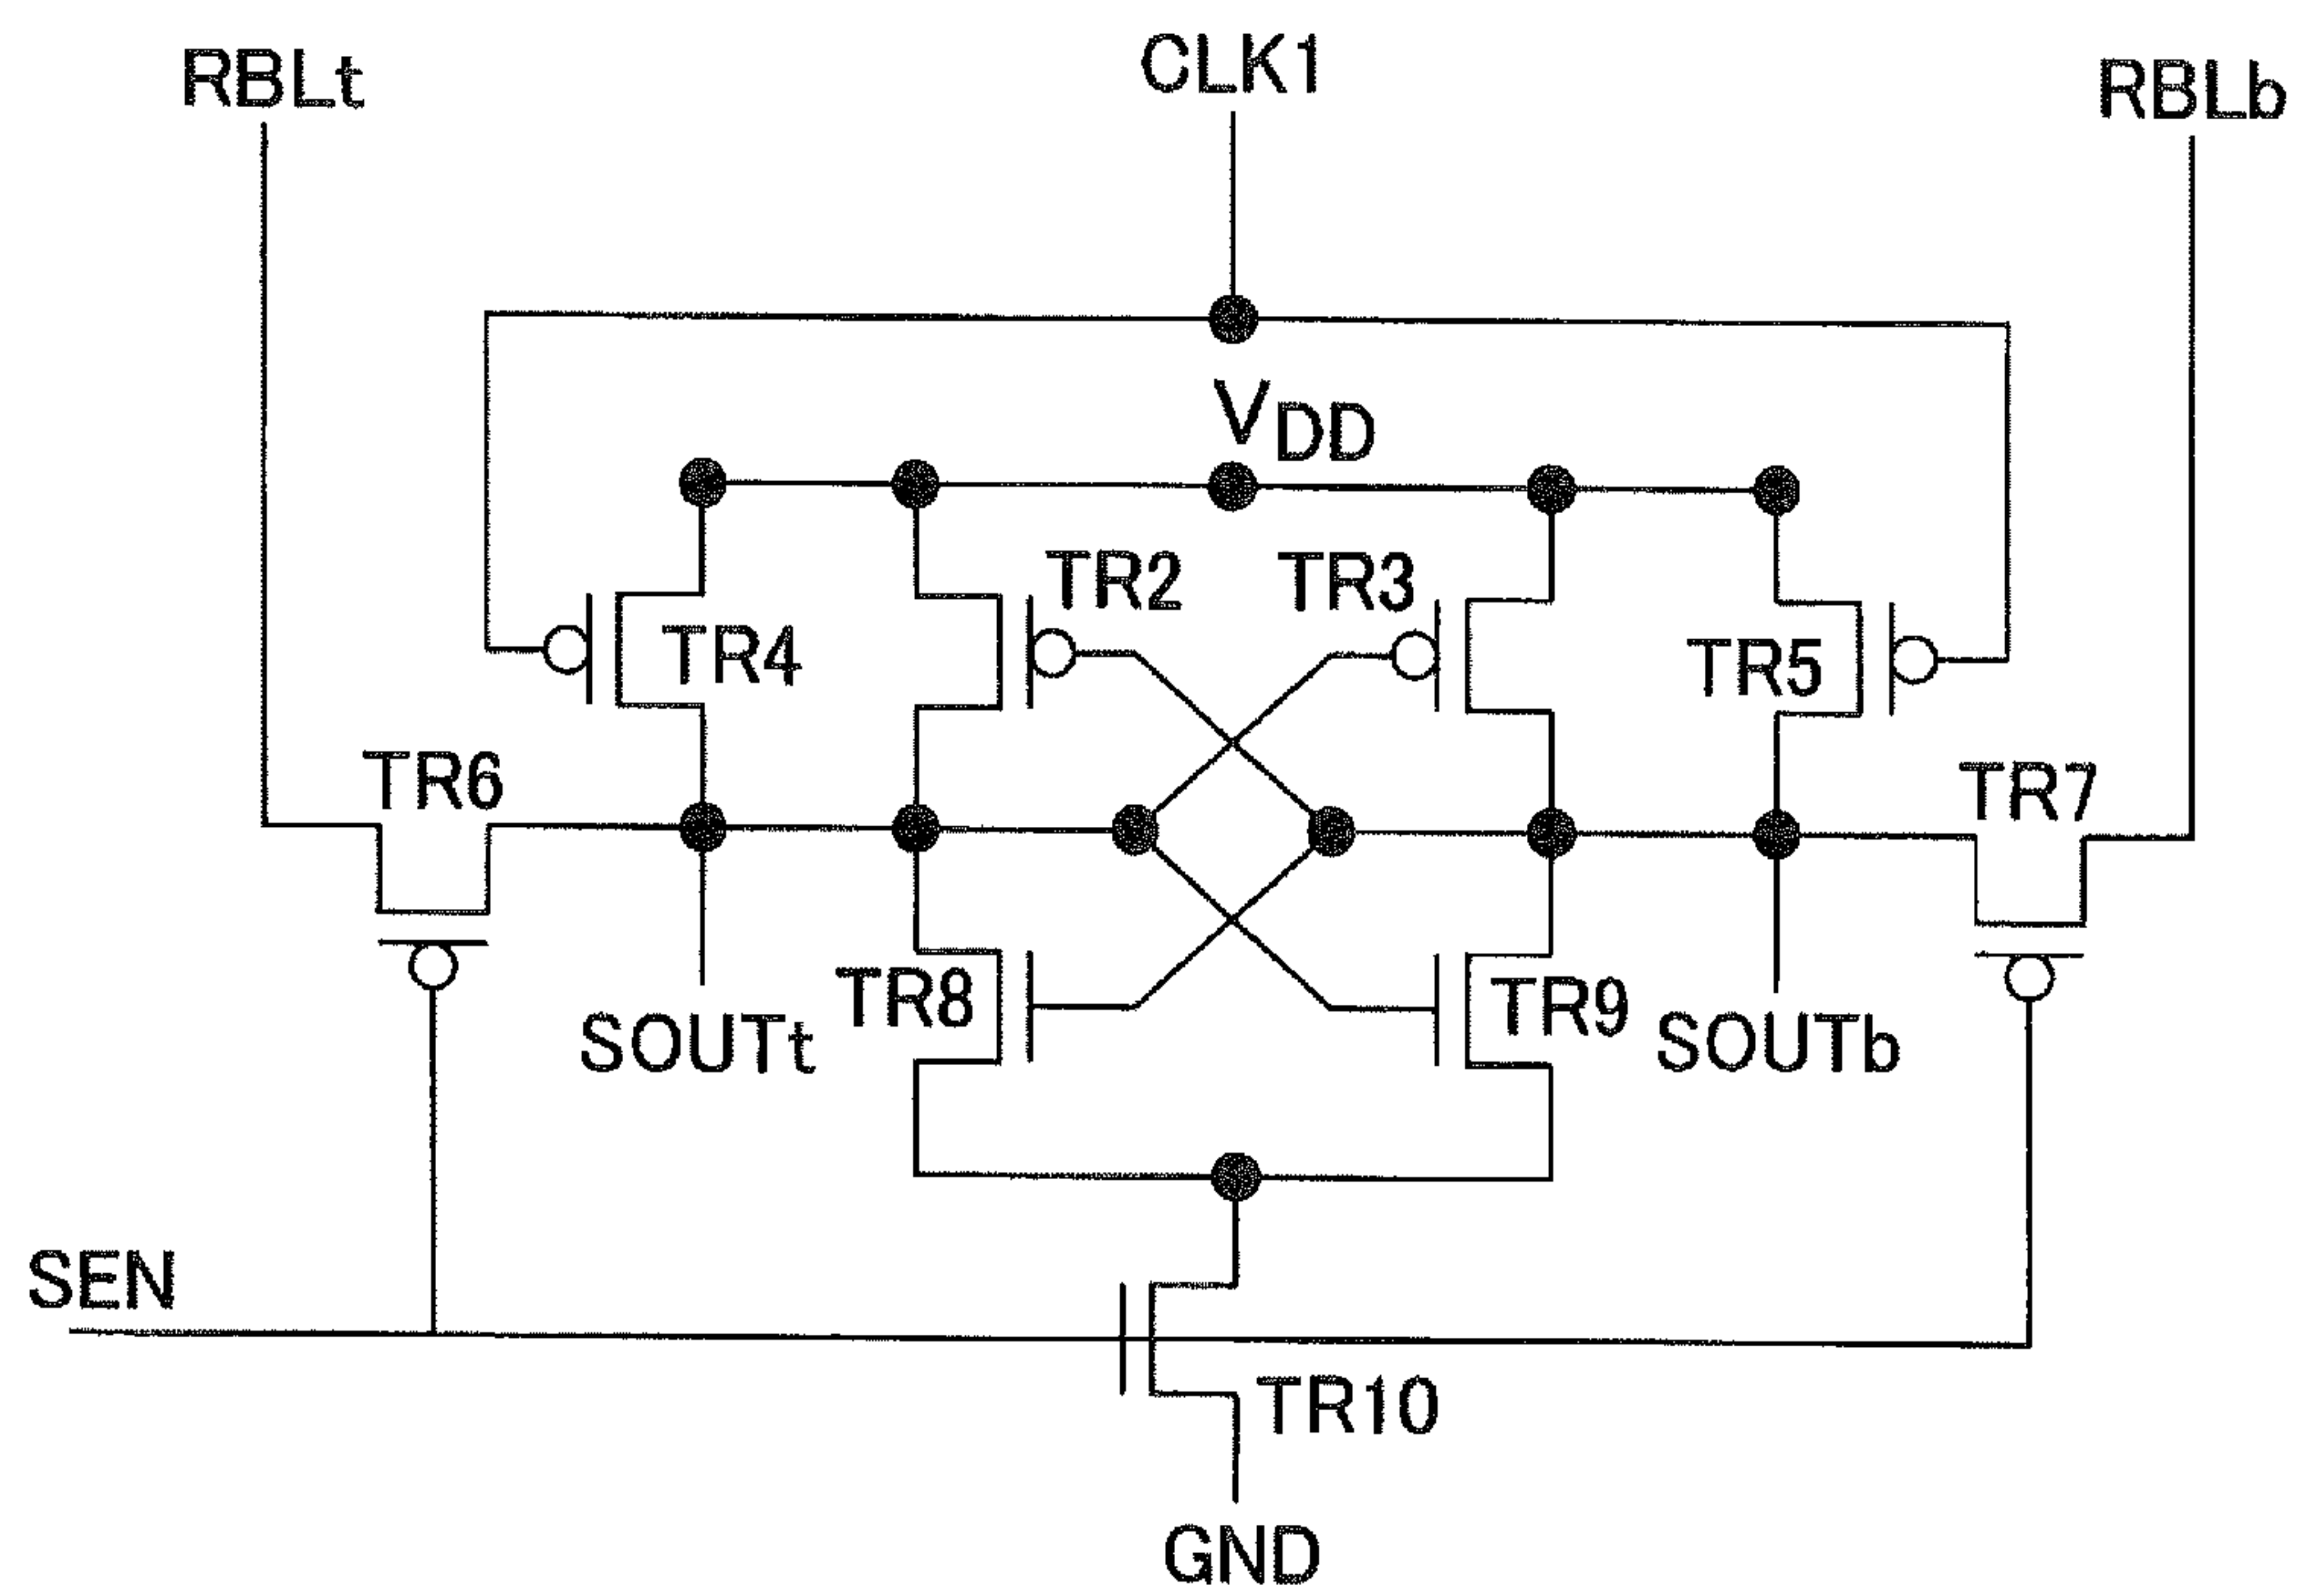 RBLt
CLK1
RBLb
VDD
TR2
TR3
TR4
TR5
TR6
TR7
TR8
TR9
SOUTt
SOUTb
SEN
TR10
GND